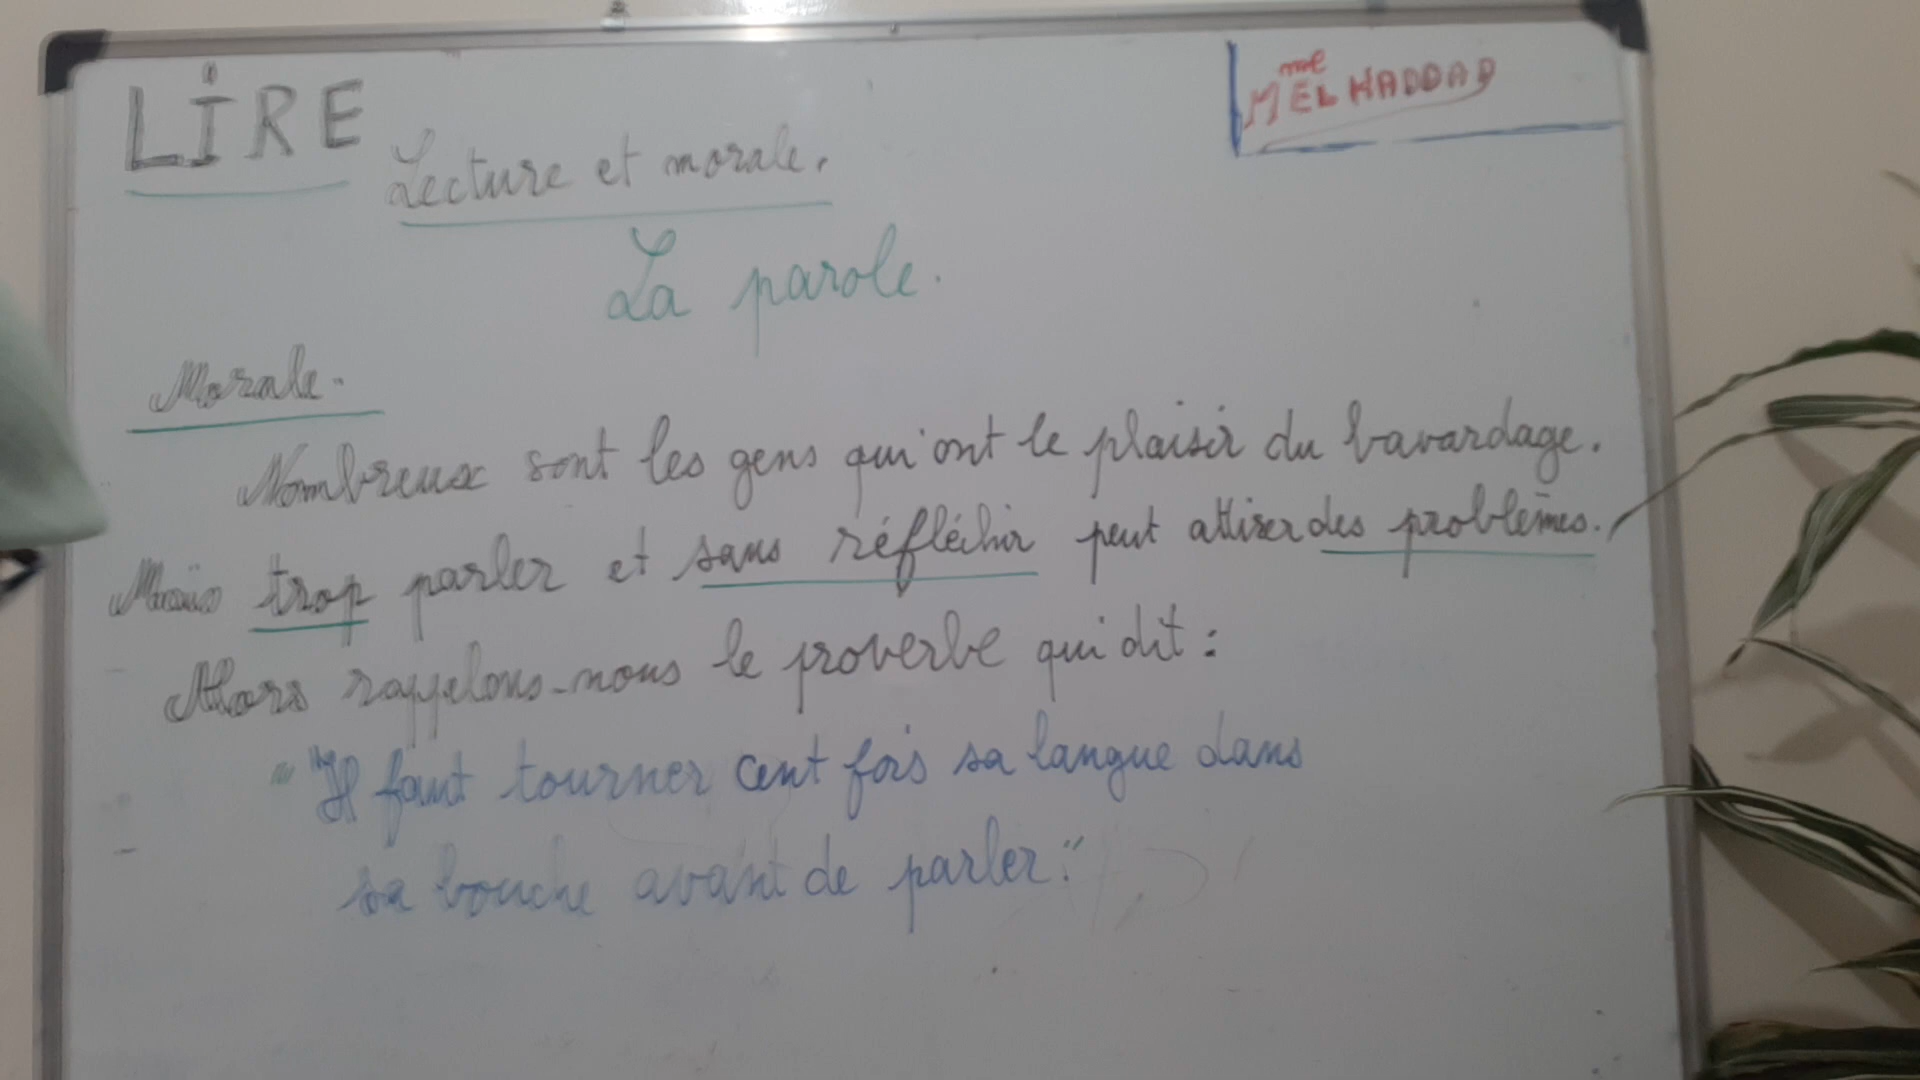 LIRE
Mme EL HADDAD
Lecture et morale.
La parole.
Morale.
Nombreux sont les gens qui ont le plaisir du bavardage.
Mais trop parler et sans réfléchir peut attiser des problèmes.
Alors rappelons-nous le proverbe qui dit :
"Il faut tourner cent fois sa langue dans
sa bouche avant de parler."